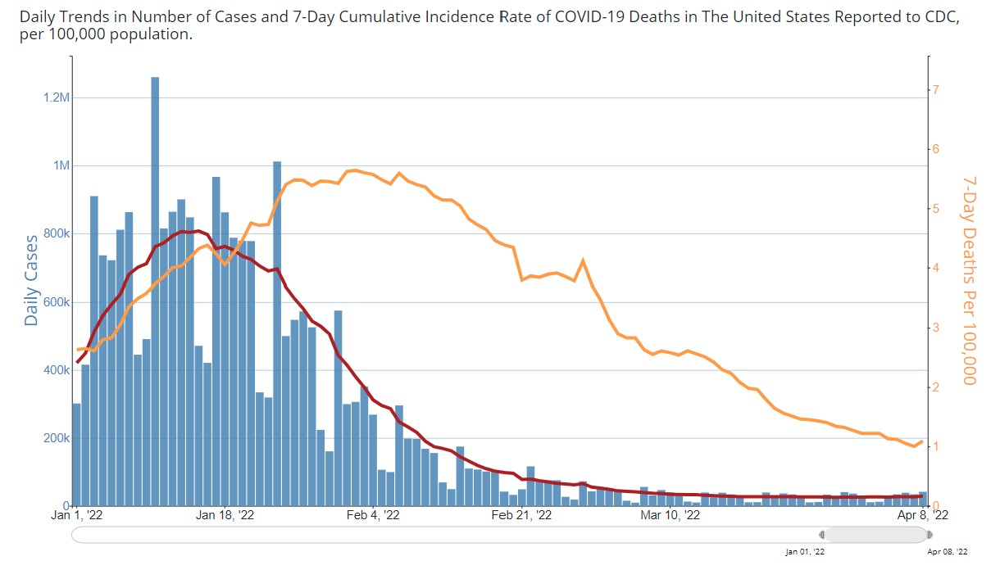 Daily Trends in Number of Cases and 7-Day Cumulative Incidence Rate of COVID-19 Deaths in The United States Reported to CDC,
per 100,000 population.
Daily Cases
1.2M
1M
800k
600k
400k
200k
0
7
6
5
4
3
2
1
0
7-Day Deaths Per 100,000
Jan 1, '22
Jan 18, '22
Feb 4, '22
Feb 21, '22
Mar 10, '22
Apr 8, '22
Jan 01, '22
Apr 08, '22